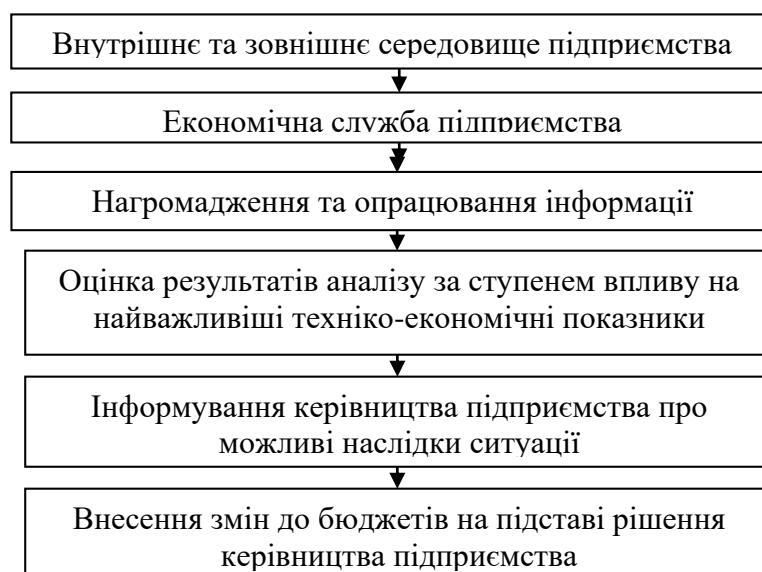 Внутрішнє та зовнішнє середовище підприємства
Економічна служба підприємства
Нагромадження та опрацювання інформації
Оцінка результатів аналізу за ступенем впливу на
найважливіші техніко-економічні показники
Інформування керівництва підприємства про
можливі наслідки ситуації
Внесення змін до бюджетів на підставі рішення
керівництва підприємства